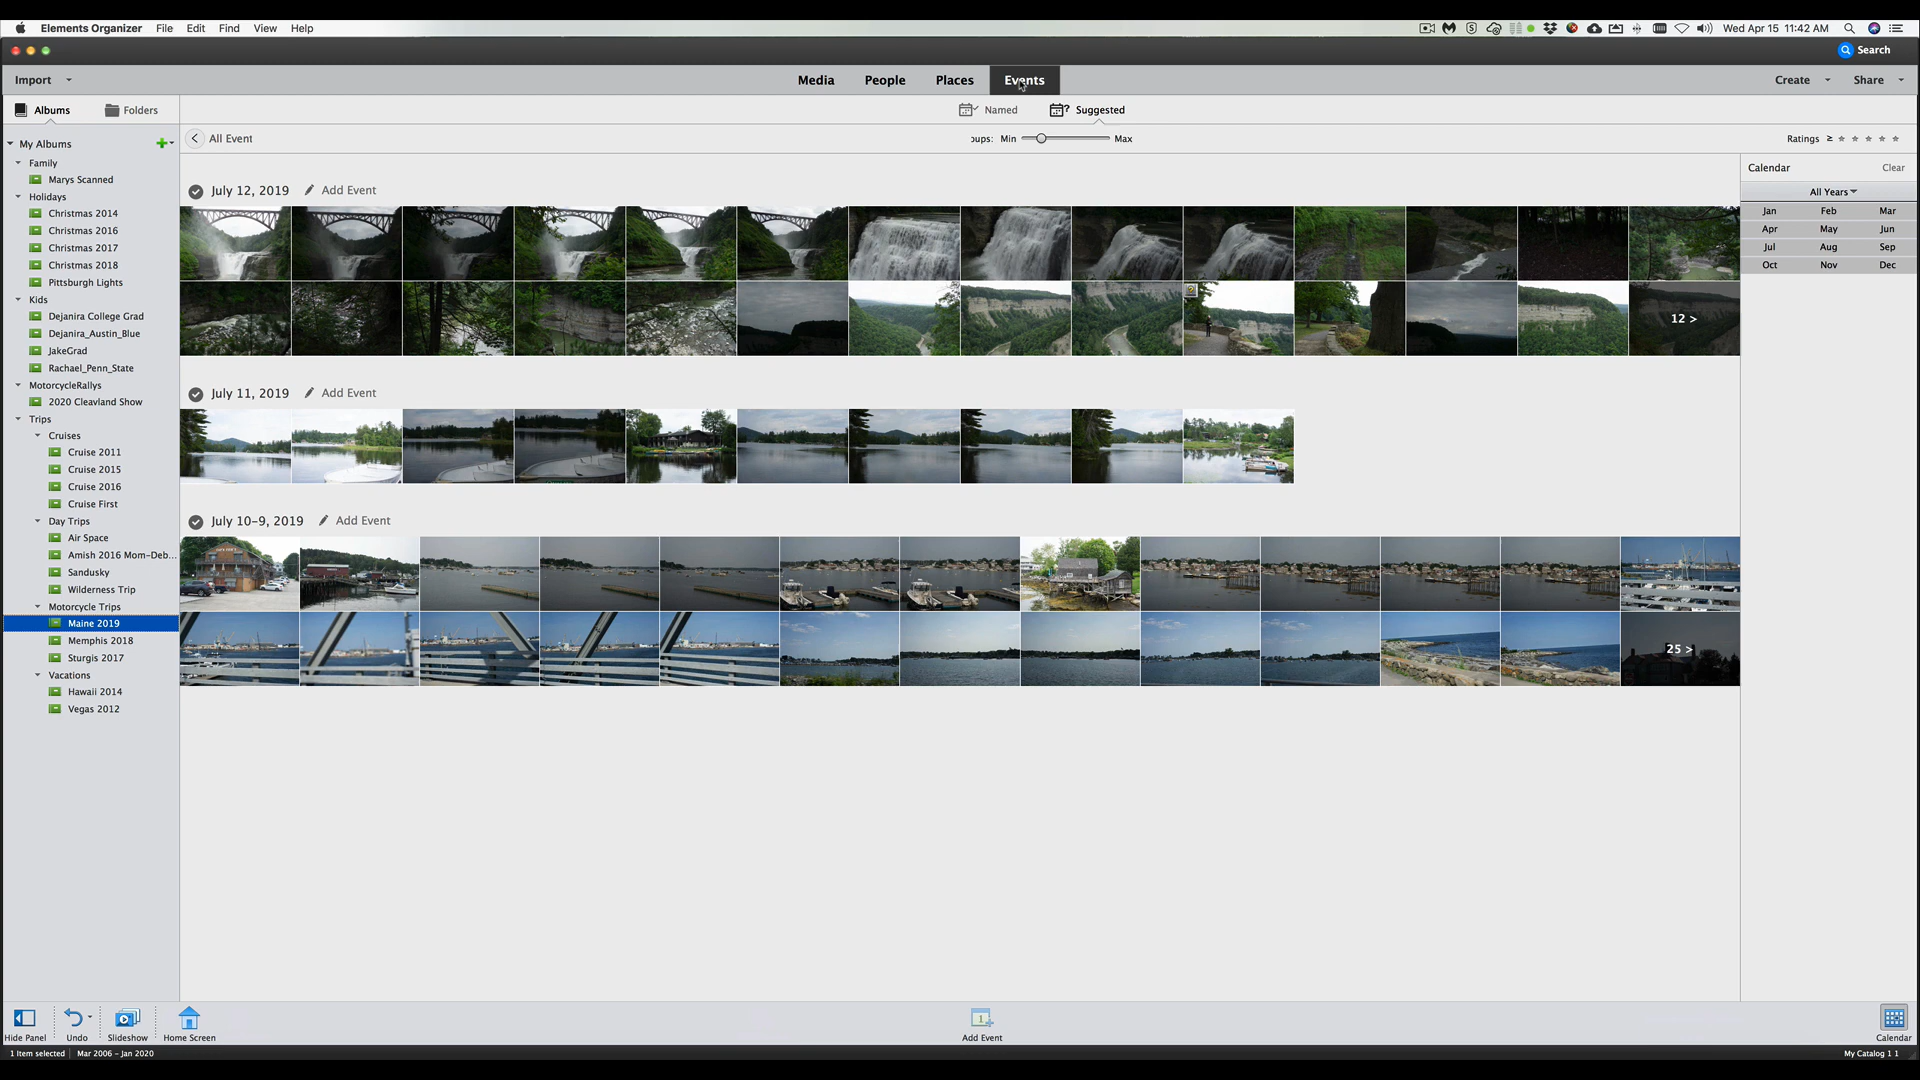 Elements Organizer File Edit Find View Help Wed Apr 15 11:42 AM
Search
Import Media People Places Events Create Share
Albums Folders Named Suggested
All Event oups: Min Max Ratings ≥
My Albums
Family
Marys Scanned
Holidays
Christmas 2014
Christmas 2016
Christmas 2017
Christmas 2018
Pittsburgh Lights
Kids
Dejanira College Grad
Dejanira_Austin_Blue
JakeGrad
Rachael_Penn_State
MotorcycleRallys
2020 Cleavland Show
Trips
Cruises
Cruise 2011
Cruise 2015
Cruise 2016
Cruise First
Day Trips
Air Space
Amish 2016 Mom-Deb...
Sandusky
Wilderness Trip
Motorcycle Trips
Maine 2019
Memphis 2018
Sturgis 2017
Vacations
Hawaii 2014
Vegas 2012
July 12, 2019 Add Event
12 >
July 11, 2019 Add Event
July 10-9, 2019 Add Event
25 >
Calendar Clear
All Years
Jan Feb Mar
Apr May Jun
Jul Aug Sep
Oct Nov Dec
Hide Panel Undo Slideshow Home Screen Add Event Calendar
1 Item selected Mar 2006 - Jan 2020 My Catalog 1 1